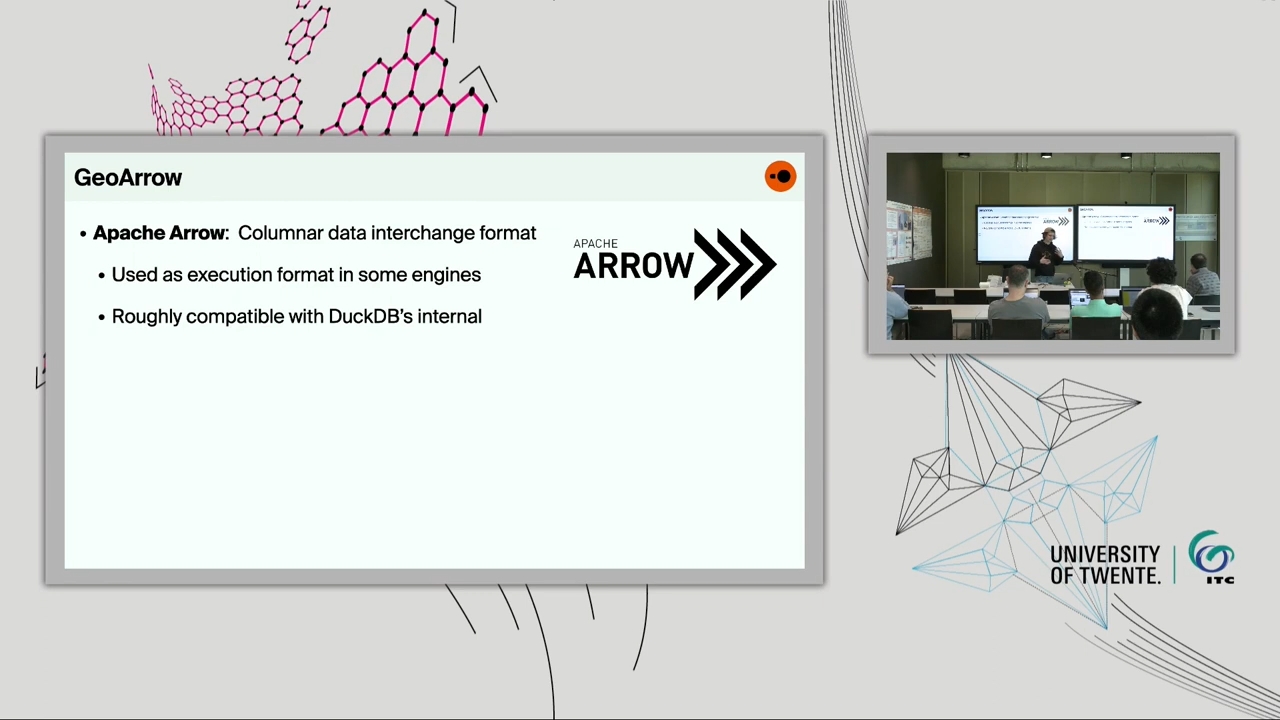 GeoArrow
• Apache Arrow: Columnar data interchange format
• Used as execution format in some engines
• Roughly compatible with DuckDB's internal
APACHE
ARROW
UNIVERSITY
OF TWENTE.
ITC